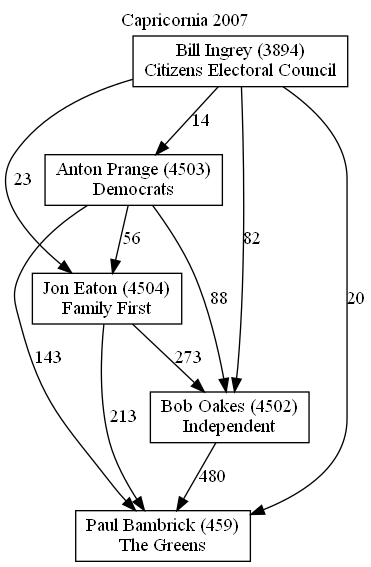 Capricornia 2007
Bill Ingrey (3894)
Citizens Electoral Council
14
Anton Prange (4503)
Democrats
23
56
82
Jon Eaton (4504)
Family First
88
20
143
273
213
Bob Oakes (4502)
Independent
480
Paul Bambrick (459)
The Greens